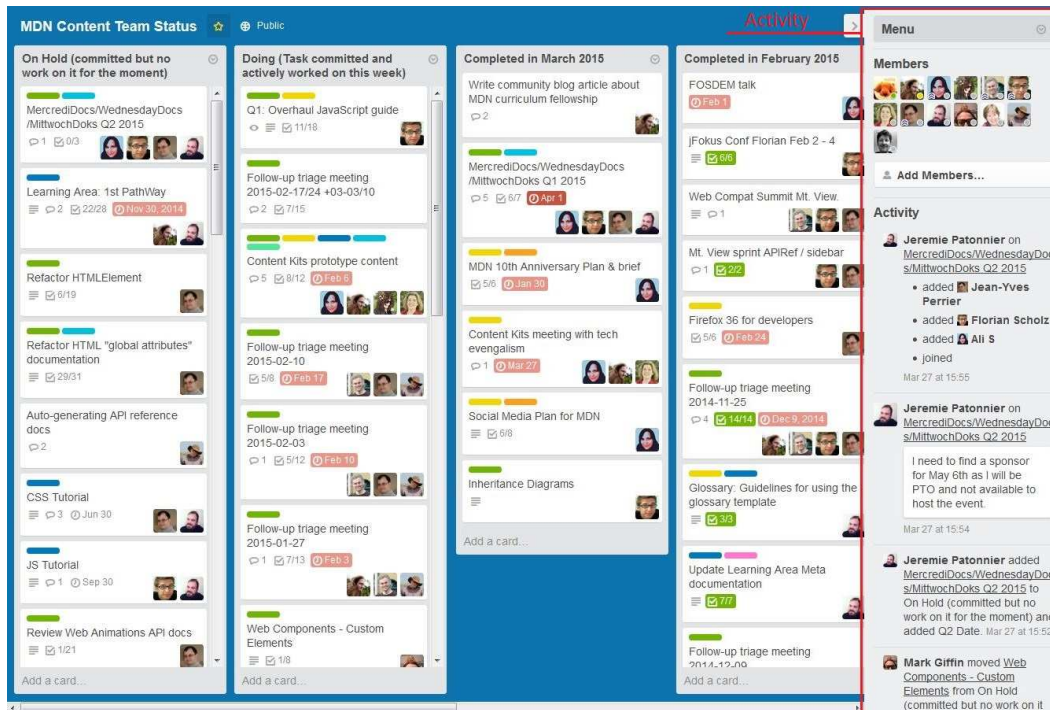 MDN Content Team Status
Public
Activity
On Hold (committed but no
work on it for the moment)
MercrediDocs/WednesdayDocs
/MittwochDoks Q2 2015
1 0/3
Learning Area: 1st PathWay
2 22/28 Nov 30, 2014
Refactor HTMLElement
6/19
Refactor HTML "global attributes"
documentation
29/31
Auto-generating API reference
docs
2
CSS Tutorial
3 Jun 30
JS Tutorial
1 Sep 30
Review Web Animations API docs
1/21
Add a card...
Doing (Task committed and
actively worked on this week)
Q1: Overhaul JavaScript guide
11/18
Follow-up triage meeting
2015-02-17/24 +03-03/10
2 7/15
Content Kits prototype content
5 8/12 Feb 6
Follow-up triage meeting
2015-02-10
5/8 Feb 17
Follow-up triage meeting
2015-02-03
1 5/12 Feb 10
Follow-up triage meeting
2015-01-27
1 7/13 Feb 3
Web Components - Custom
Elements
1/8
Add a card...
Completed in March 2015
Write community blog article about
MDN curriculum fellowship
2
MercrediDocs/WednesdayDocs
/MittwochDoks Q1 2015
5 6/7 Apr 1
MDN 10th Anniversary Plan & brief
5/6 Jan 30
Content Kits meeting with tech
evengalism
1 Mar 27
Social Media Plan for MDN
6/8
Inheritance Diagrams
Add a card...
Completed in February 2015
FOSDEM talk
Feb 1
jFokus Conf Florian Feb 2 - 4
6/6
Web Compat Summit Mt. View.
1
Mt. View sprint APIRef / sidebar
1 2/2
Firefox 36 for developers
5/6 Feb 24
Follow-up triage meeting
2014-11-25
4 14/14 Dec 9, 2014
Glossary: Guidelines for using the
glossary template
3/3
Update Learning Area Meta
documentation
7/7
Follow-up triage meeting
2014-12-09
Add a card...
Menu
Members
Add Members...
Activity
Jeremie Patonnier on
MercrediDocs/WednesdayDoc
s/MittwochDoks Q2 2015
• added Jean-Yves
Perrier
• added Florian Scholz
• added Ali S
• joined
Mar 27 at 15:55
Jeremie Patonnier on
MercrediDocs/WednesdayDoc
s/MittwochDoks Q2 2015
I need to find a sponsor
for May 6th as I will be
PTO and not available to
host the event.
Mar 27 at 15:54
Jeremie Patonnier added
MercrediDocs/WednesdayDoc
s/MittwochDoks Q2 2015 to
On Hold (committed but no
work on it for the moment) and
added Q2 Date. Mar 27 at 15:52
Mark Giffin moved Web
Components - Custom
Elements from On Hold
(committed but no work on it